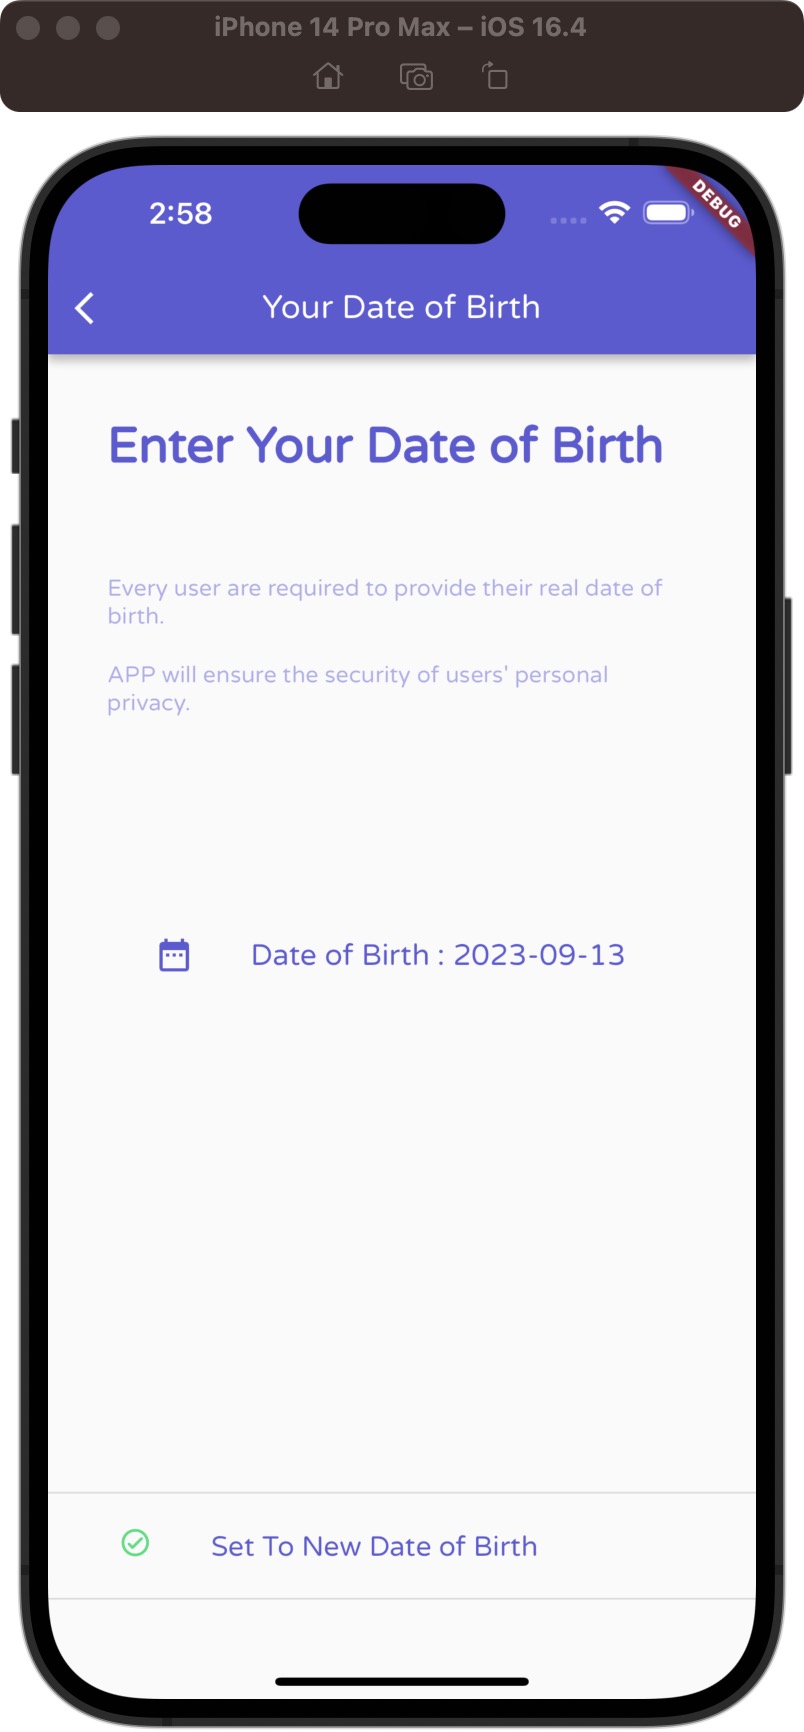 iPhone 14 Pro Max – iOS 16.4
2:58
DEBUG
Your Date of Birth
Enter Your Date of Birth
Every user are required to provide their real date of
birth.
APP will ensure the security of users' personal
privacy.
Date of Birth : 2023-09-13
Set To New Date of Birth